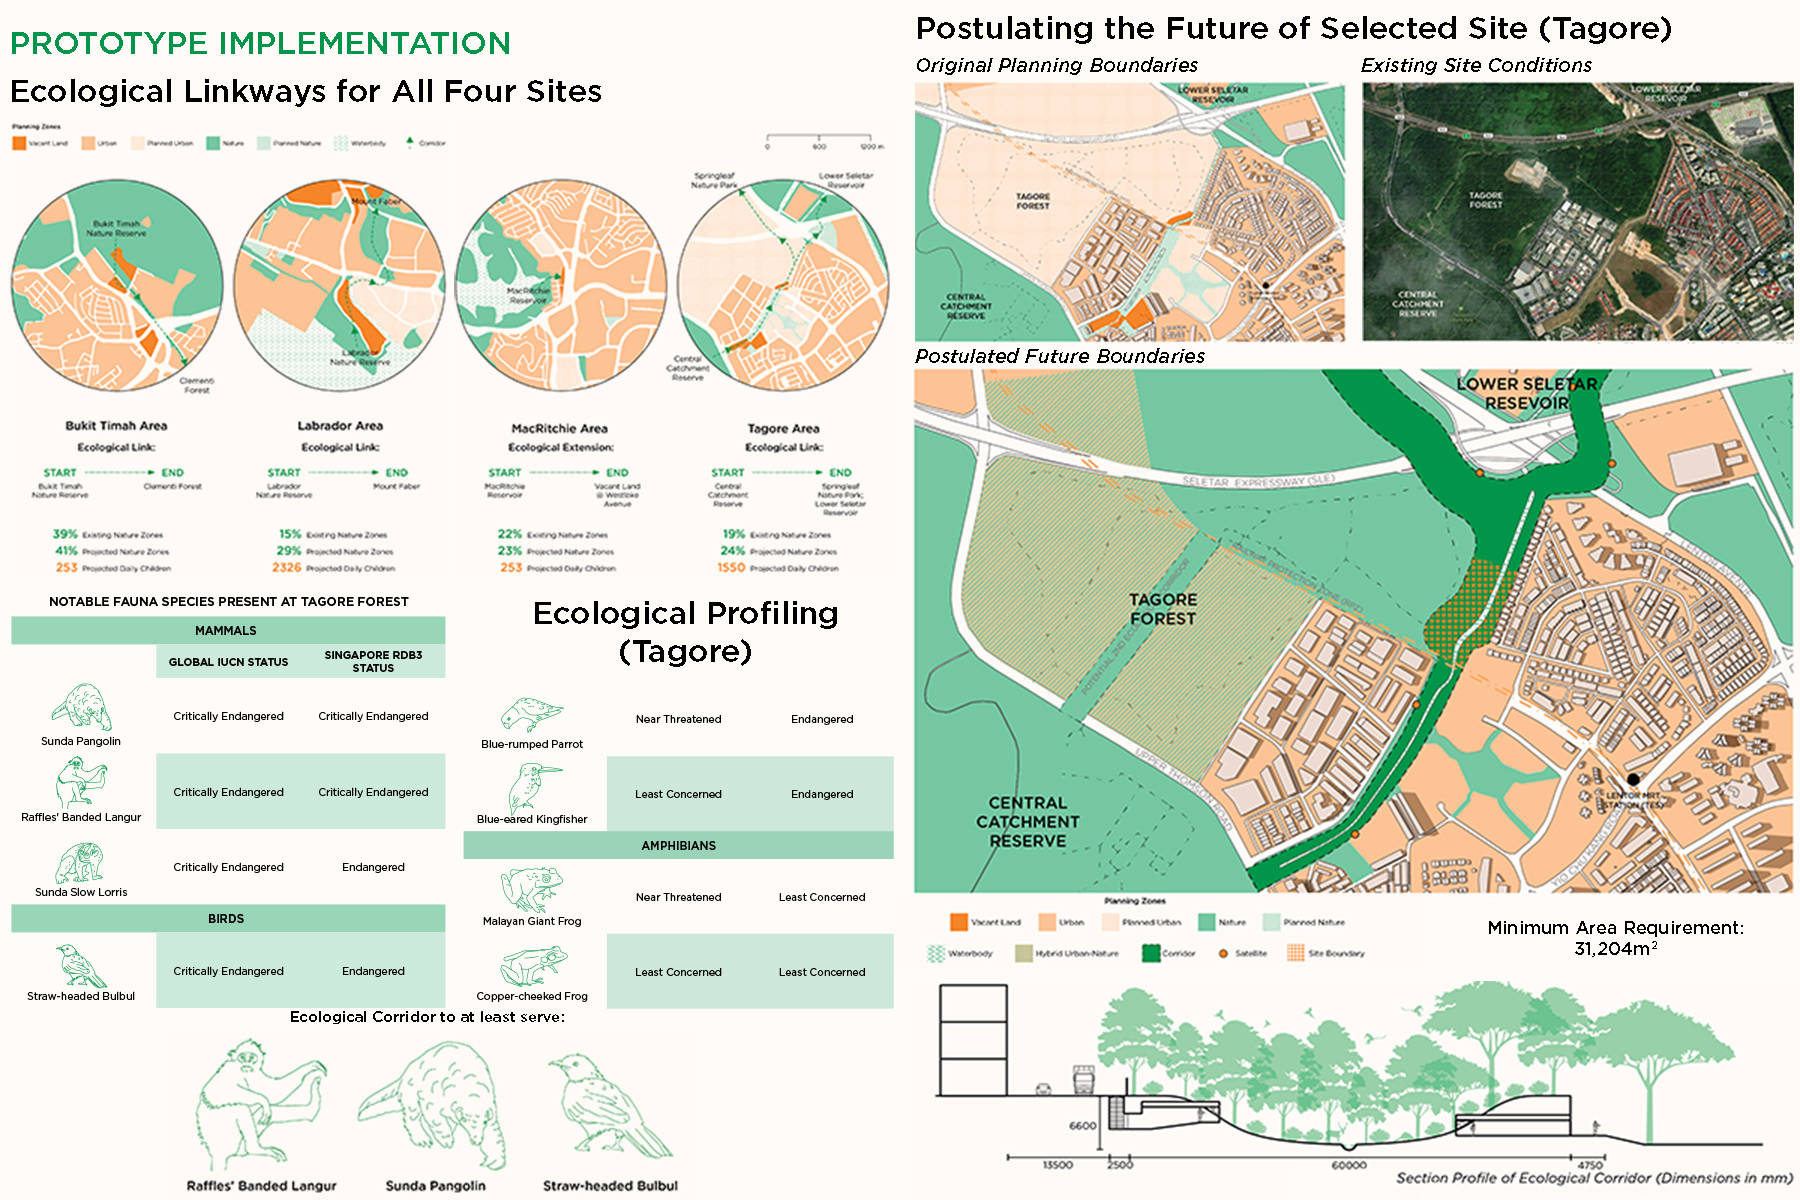 PROTOTYPE IMPLEMENTATION
Ecological Linkways for All Four Sites
Planning Zones
Vacant Land
Urban
Planned Urban
Nature
Planned Nature
Waterbody
Corridor
0 600 1200 m
Bukit Timah
Nature Reserve
Clementi
Forest
Mount Faber
Labrador
Nature Reserve
MacRitchie
Reservoir
Springleaf
Nature Park
Lower Seletar
Reservoir
Central
Catchment
Reserve
Bukit Timah Area
Ecological Link:
START END
Bukit Timah
Nature Reserve
Clementi Forest
39% Existing Nature Zones
41% Projected Nature Zones
253 Projected Daily Children
Labrador Area
Ecological Link:
START END
Labrador
Nature Reserve
Mount Faber
15% Existing Nature Zones
29% Projected Nature Zones
2326 Projected Daily Children
MacRitchie Area
Ecological Extension:
START END
MacRitchie
Reservoir
Vacant Land
@ Westlake
Avenue
22% Existing Nature Zones
23% Projected Nature Zones
253 Projected Daily Children
Tagore Area
Ecological Link:
START END
Central
Catchment
Reserve
Springleaf
Nature Park;
Lower Seletar
Reservoir
19% Existing Nature Zones
24% Projected Nature Zones
1550 Projected Daily Children
NOTABLE FAUNA SPECIES PRESENT AT TAGORE FOREST
MAMMALS
GLOBAL IUCN STATUS
SINGAPORE RDB3
STATUS
Sunda Pangolin
Critically Endangered
Critically Endangered
Raffles' Banded Langur
Critically Endangered
Critically Endangered
Sunda Slow Lorris
Critically Endangered
Endangered
BIRDS
Straw-headed Bulbul
Critically Endangered
Endangered
Ecological Profiling
(Tagore)
Blue-rumped Parrot
Near Threatened
Endangered
Blue-eared Kingfisher
Least Concerned
Endangered
AMPHIBIANS
Malayan Giant Frog
Near Threatened
Least Concerned
Copper-cheeked Frog
Least Concerned
Least Concerned
Ecological Corridor to at least serve:
Raffles' Banded Langur
Sunda Pangolin
Straw-headed Bulbul
Postulating the Future of Selected Site (Tagore)
Original Planning Boundaries
LOWER SELETAR
RESEVOIR
TAGORE
FOREST
CENTRAL
CATCHMENT
RESERVE
Existing Site Conditions
LOWER SELETAR
RESEVOIR
TAGORE
FOREST
CENTRAL
CATCHMENT
RESERVE
Postulated Future Boundaries
LOWER SELETAR
RESEVOIR
SELETAR EXPRESSWAY (SLE)
LENTOR AVENUE
TAGORE
FOREST
POTENTIAL 2ND ECO CORRIDOR
PROTECTION ZONE (RPZ)
UPPER THOMSON ROAD
CENTRAL
CATCHMENT
RESERVE
LENTOR MRT
STATION (TE5)
YIO CHU KANG ROAD
Planning Zones
Vacant Land
Urban
Planned Urban
Nature
Planned Nature
Waterbody
Hybrid Urban-Nature
Corridor
Satellite
Site Boundary
Minimum Area Requirement:
31,204m²
6600
13500
2500
60000
4750
Section Profile of Ecological Corridor (Dimensions in mm)